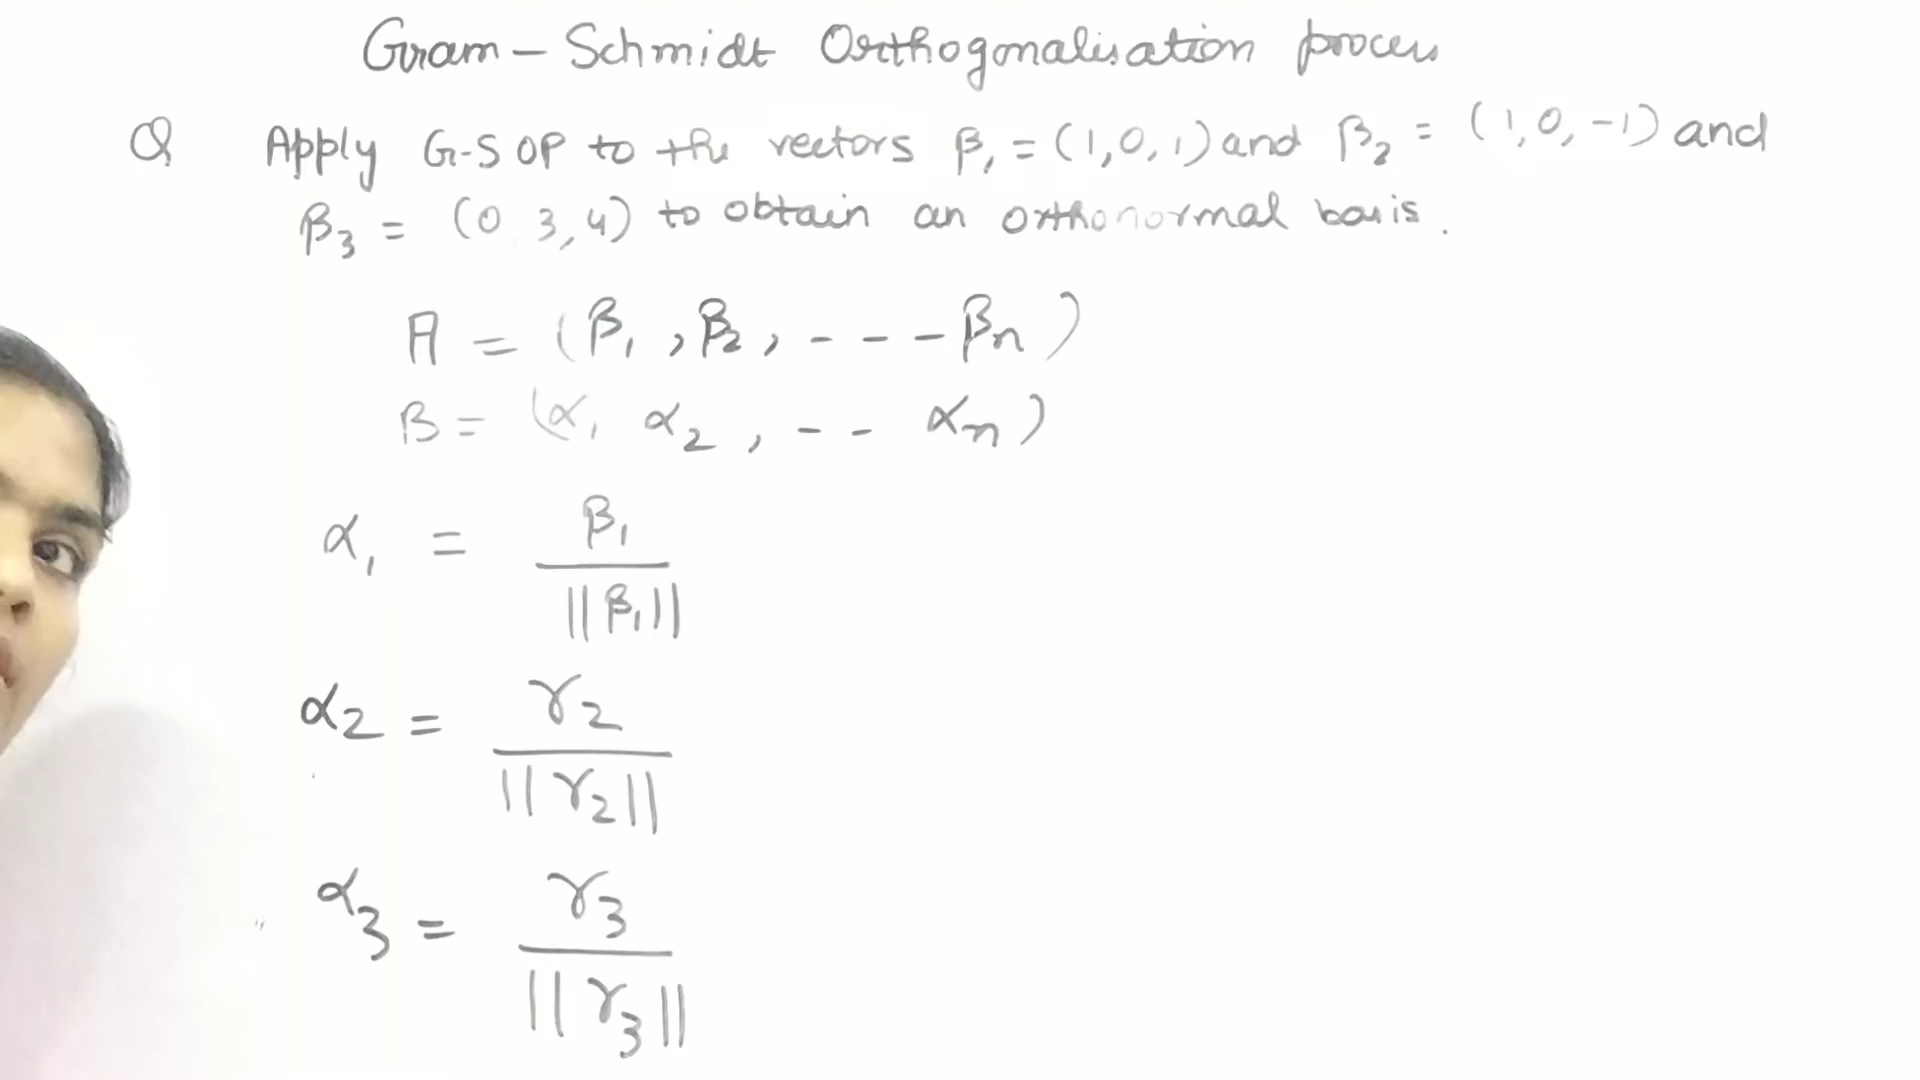 Gram - Schmidt Orthogonalisation process
Q Apply G-S OP to the vectors β₁ = (1,0,1) and β₂ = (1,0,-1) and
β₃ = (0 3,4) to obtain an orthonormal basis.
A = (β₁, β₂, - - - βn)
B = (α₁ α₂, - - αn)
α₁ = β₁ / ||β₁||
α₂ = γ₂ / ||γ₂||
α₃ = γ₃ / ||γ₃||